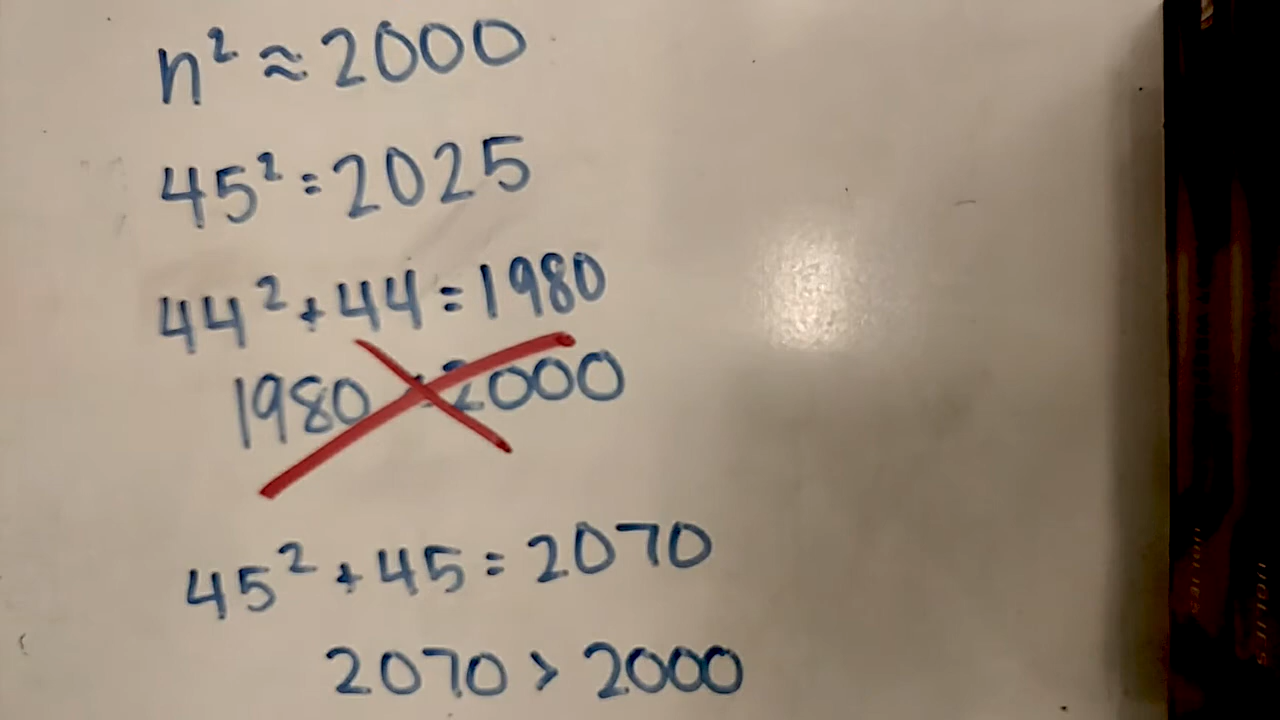 n² ≈ 2000
45² = 2025
44² + 44 = 1980
1980 2000
45² + 45 = 2070
2070 > 2000